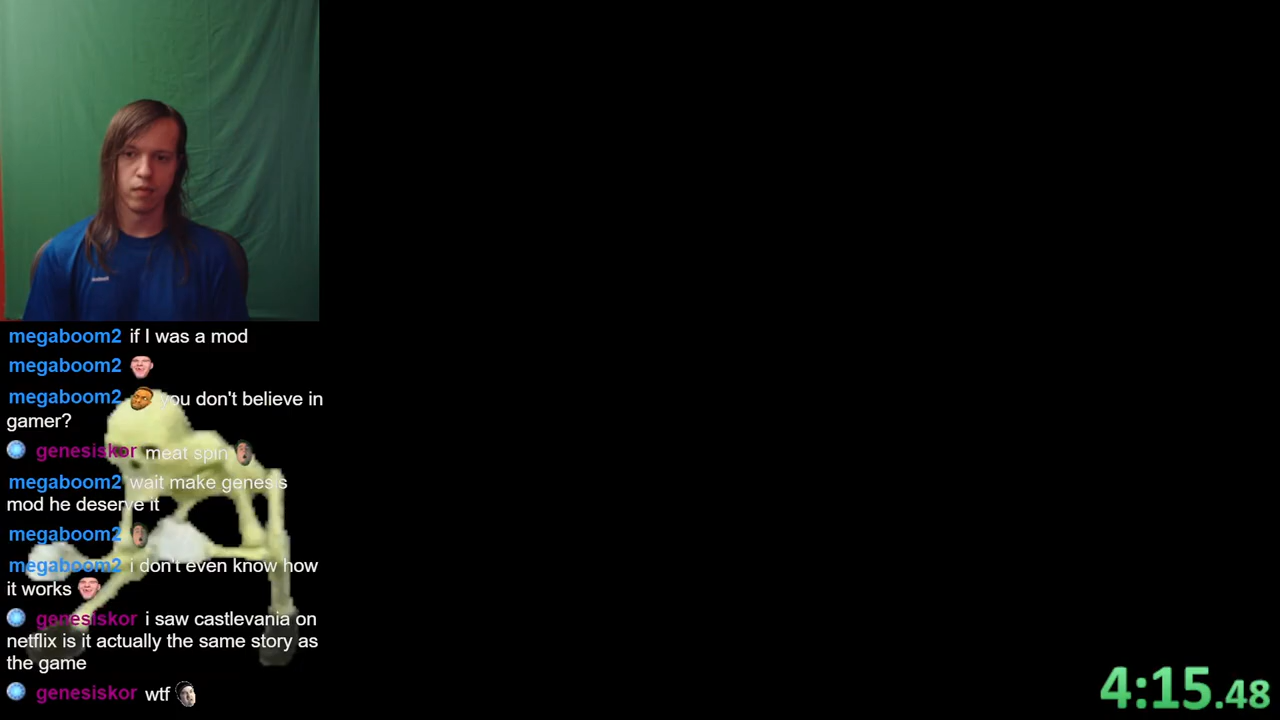 megaboom2 if I was a mod
megaboom2
megaboom2 you don't believe in
gamer?
genesiskor meat spin
megaboom2 wait make genesis
mod he deserve it
megaboom2
megaboom2 i don't even know how
it works
genesiskor i saw castlevania on
netflix is it actually the same story as
the game
genesiskor wtf
4:15.48